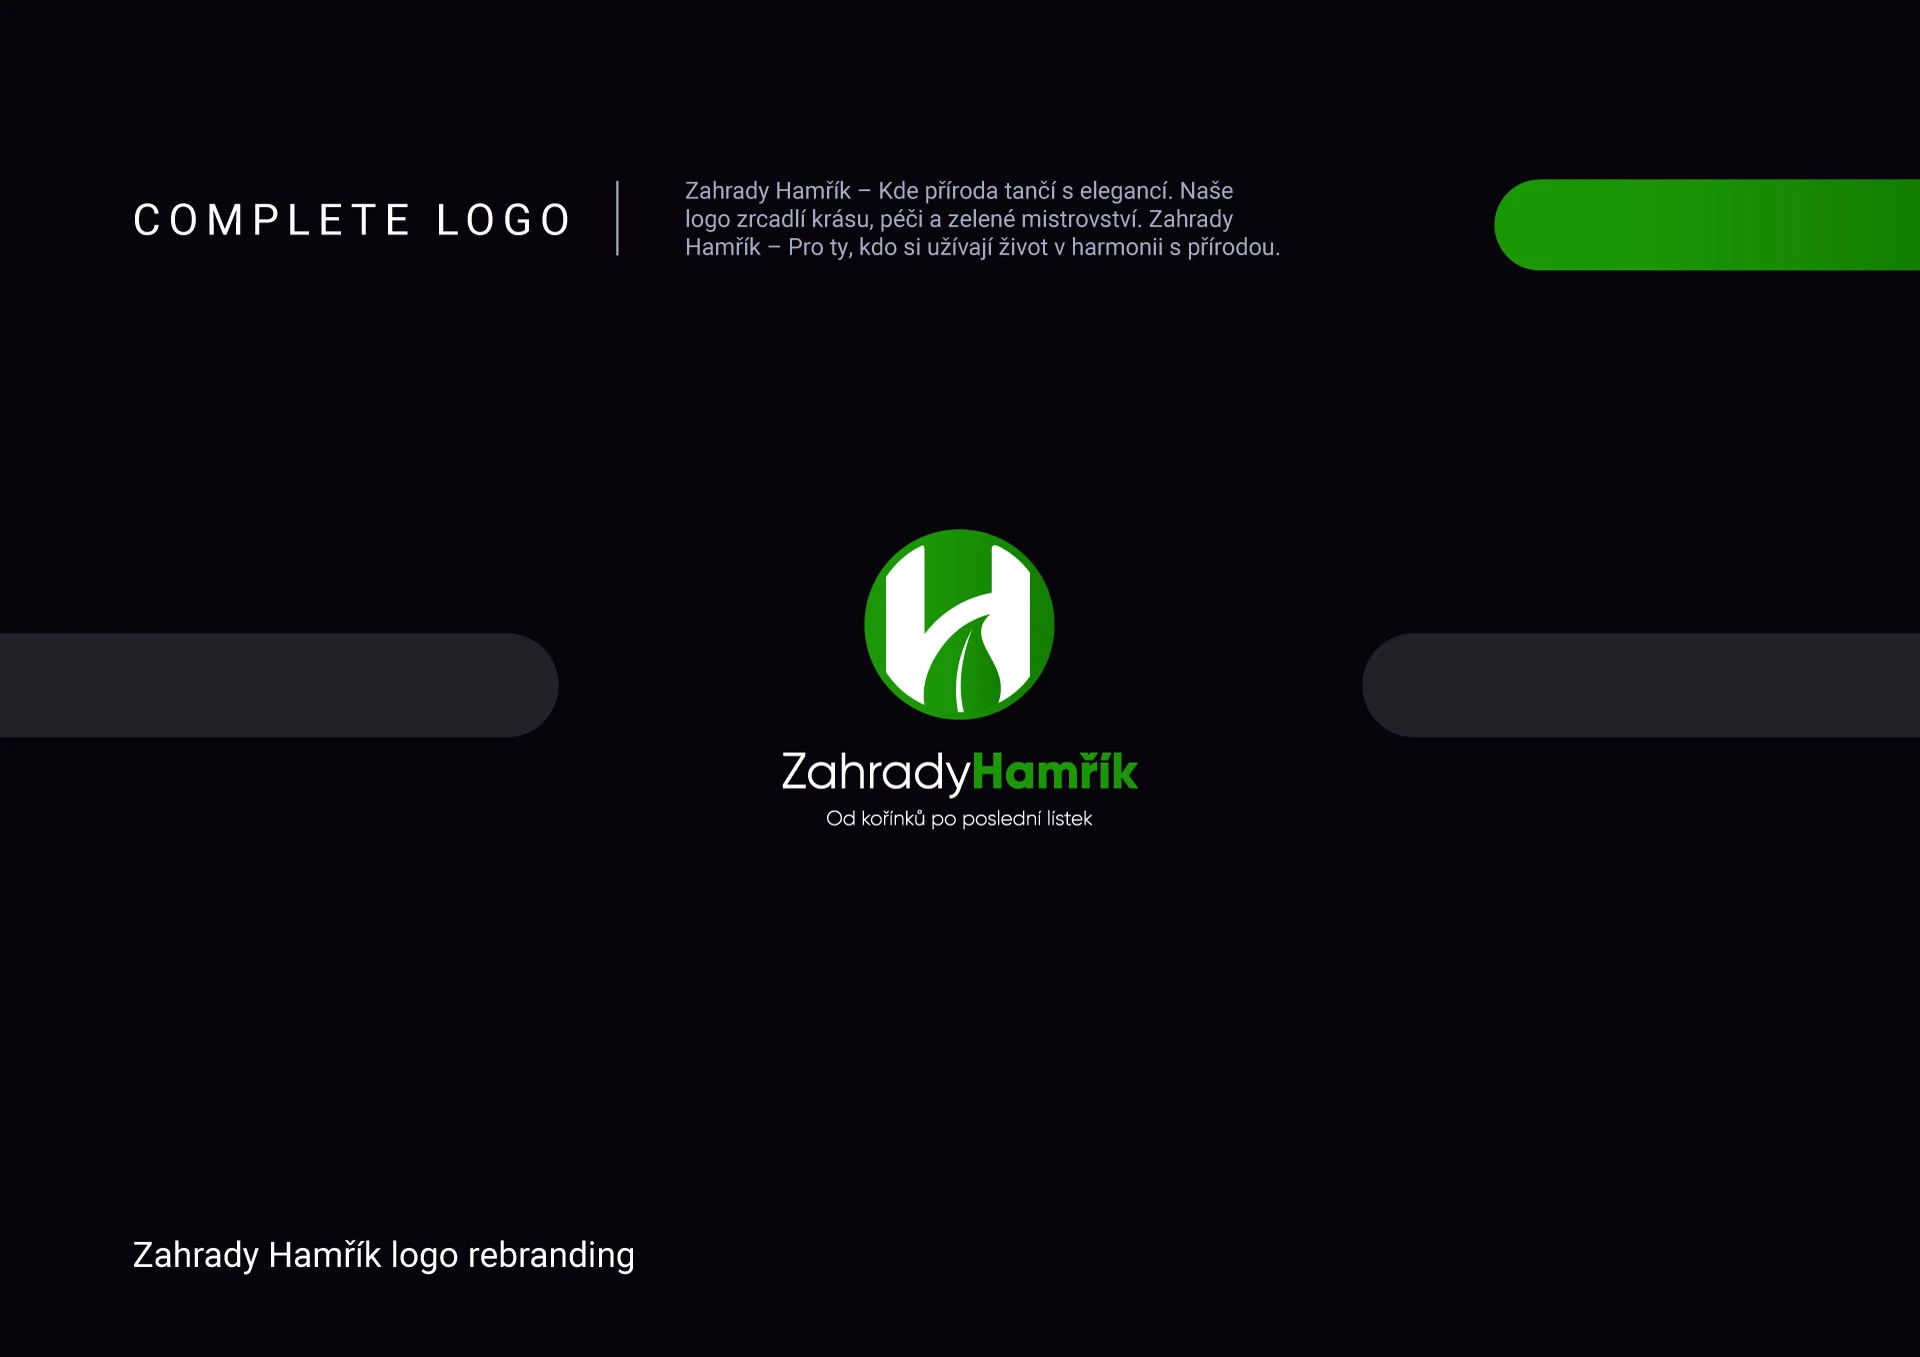 COMPLETE LOGO
Zahrady Hamřík – Kde příroda tančí s elegancí. Naše
logo zrcadlí krásu, péči a zelené mistrovství. Zahrady
Hamřík – Pro ty, kdo si užívají život v harmonii s přírodou.
ZahradyHamřík
Od kořínků po poslední lístek
Zahrady Hamřík logo rebranding